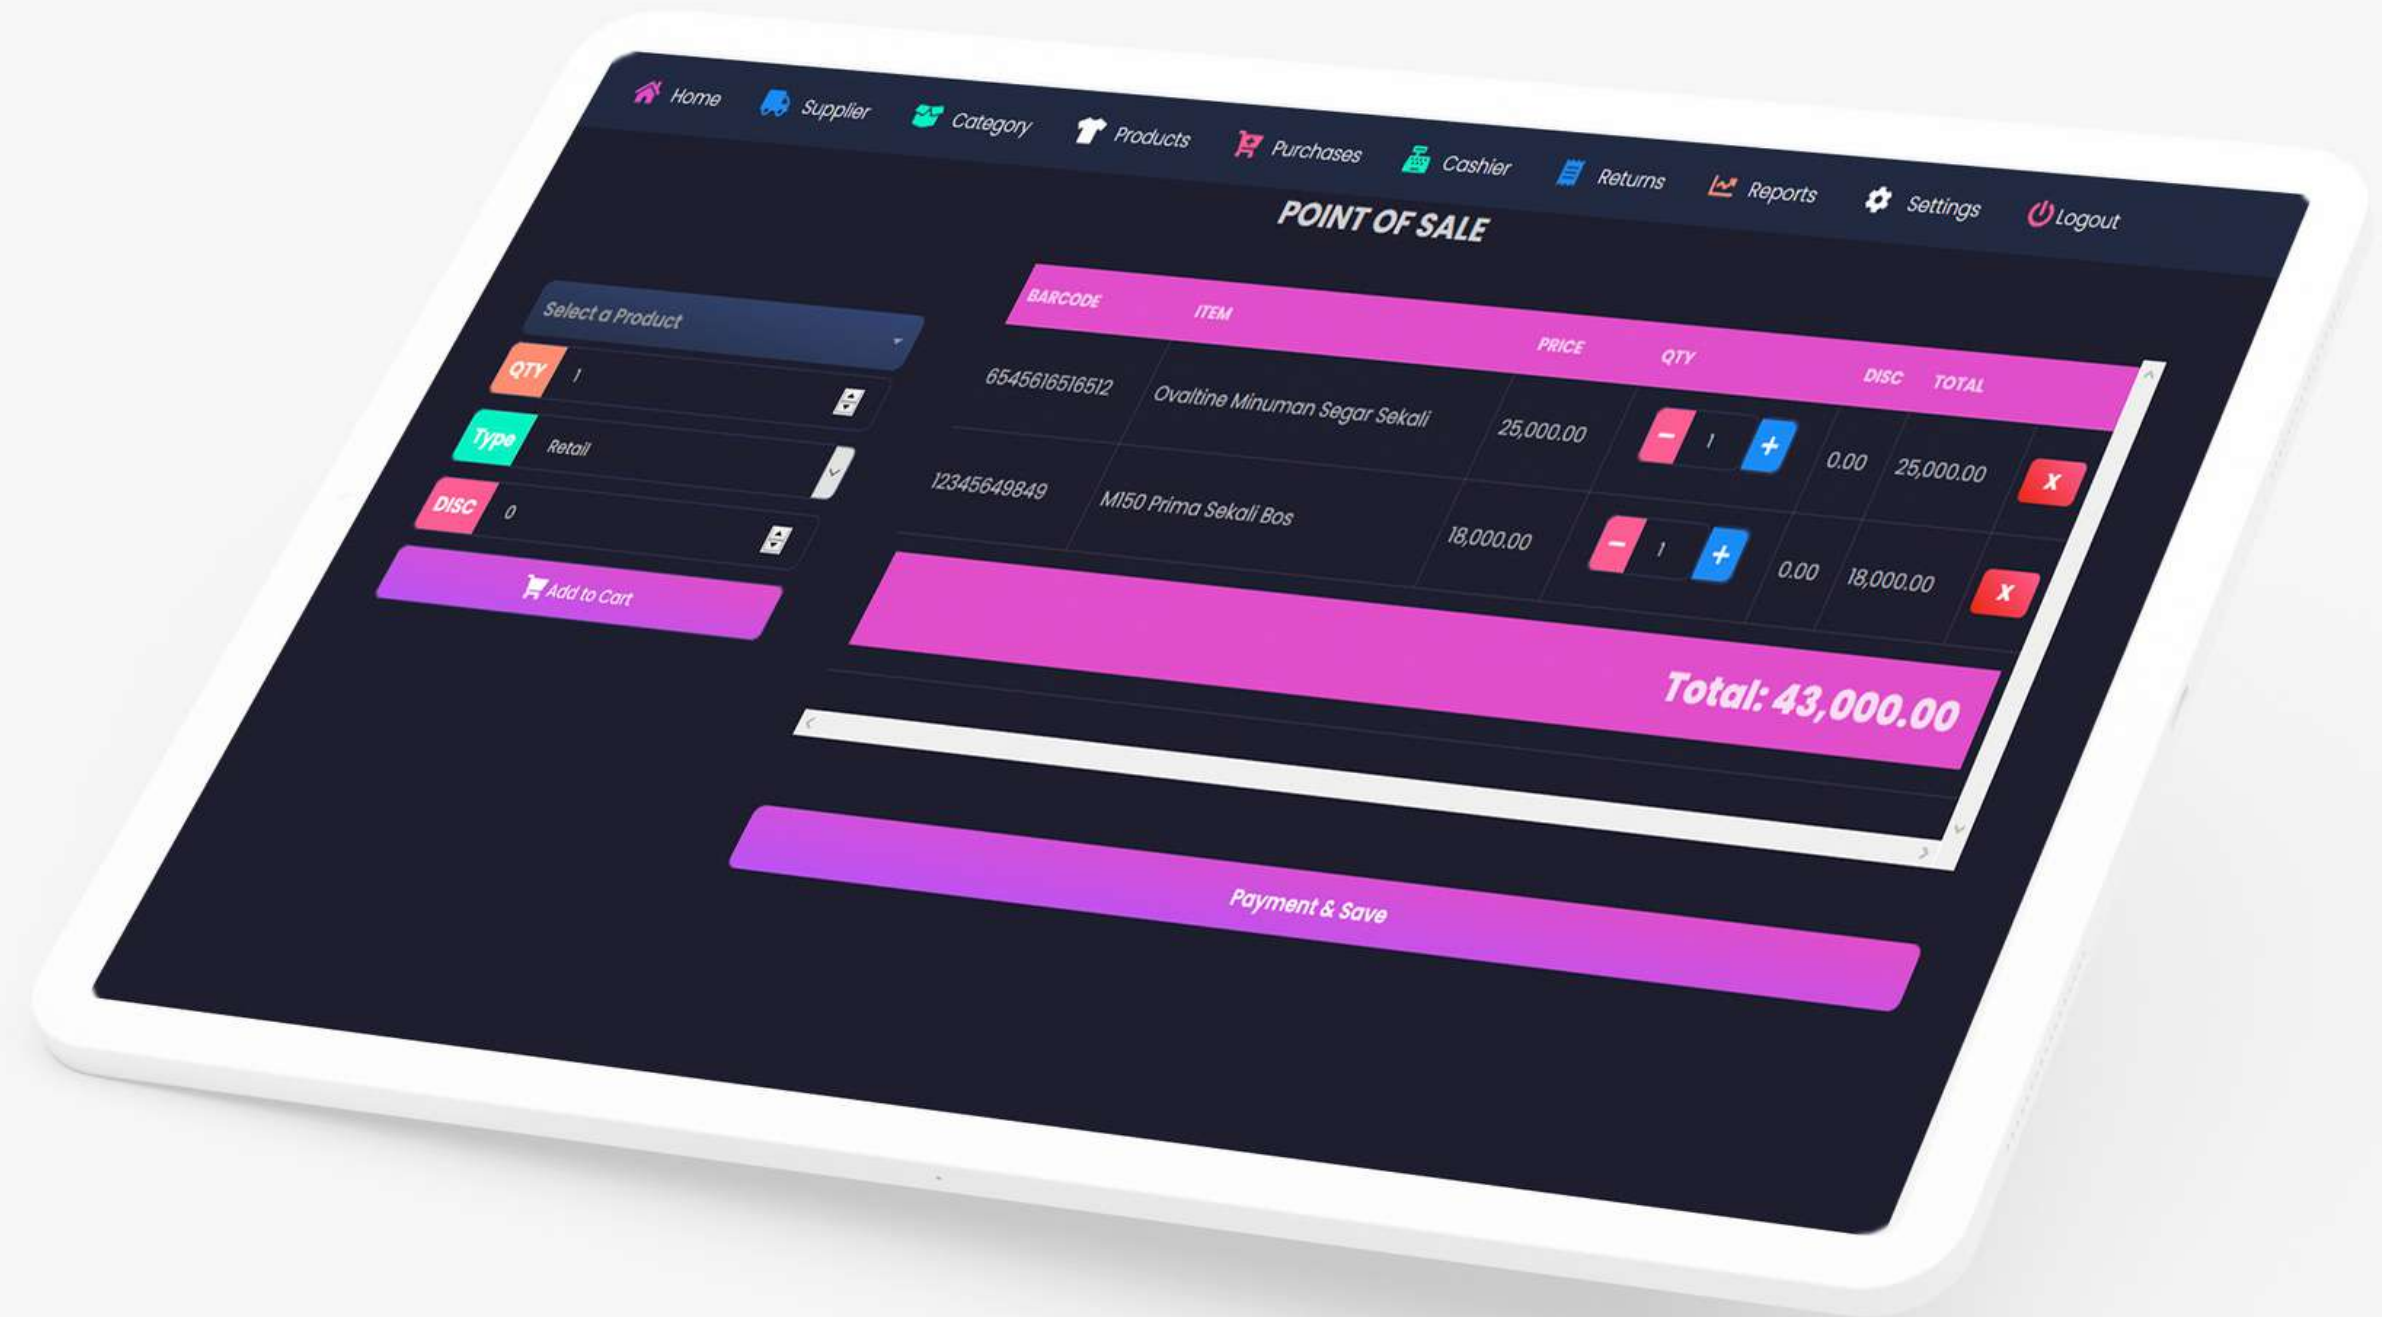 Home Supplier Category Products Purchases Cashier Returns Reports Settings Logout
POINT OF SALE
Select a Product
QTY 1
Type Retail
DISC 0
Add to Cart
BARCODE ITEM PRICE QTY DISC TOTAL
6545616516512 Ovaltine Minuman Segar Sekali 25,000.00 - 1 + 0.00 25,000.00 X
12345649849 M150 Prima Sekali Bos 18,000.00 - 1 + 0.00 18,000.00 X
Total: 43,000.00
Payment & Save